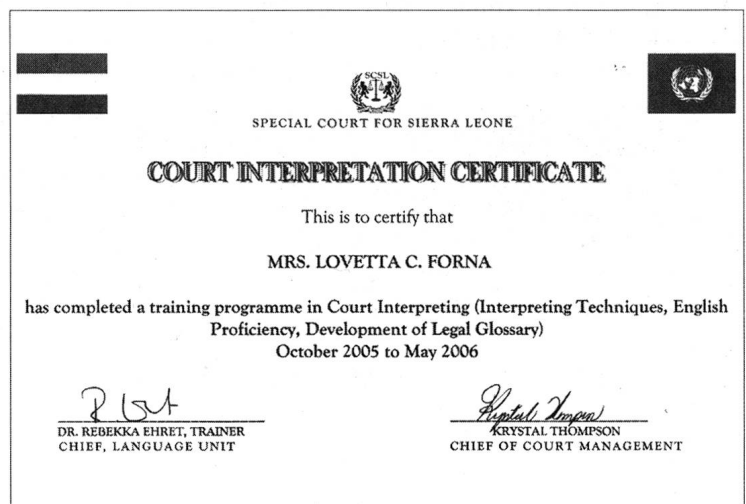 SCSL
SPECIAL COURT FOR SIERRA LEONE
COURT INTERPRETATION CERTIFICATE
This is to certify that
MRS. LOVETTA C. FORNA
has completed a training programme in Court Interpreting (Interpreting Techniques, English
Proficiency, Development of Legal Glossary)
October 2005 to May 2006
DR. REBEKKA EHRET, TRAINER
CHIEF, LANGUAGE UNIT
Krystal Thompson
KRYSTAL THOMPSON
CHIEF OF COURT MANAGEMENT